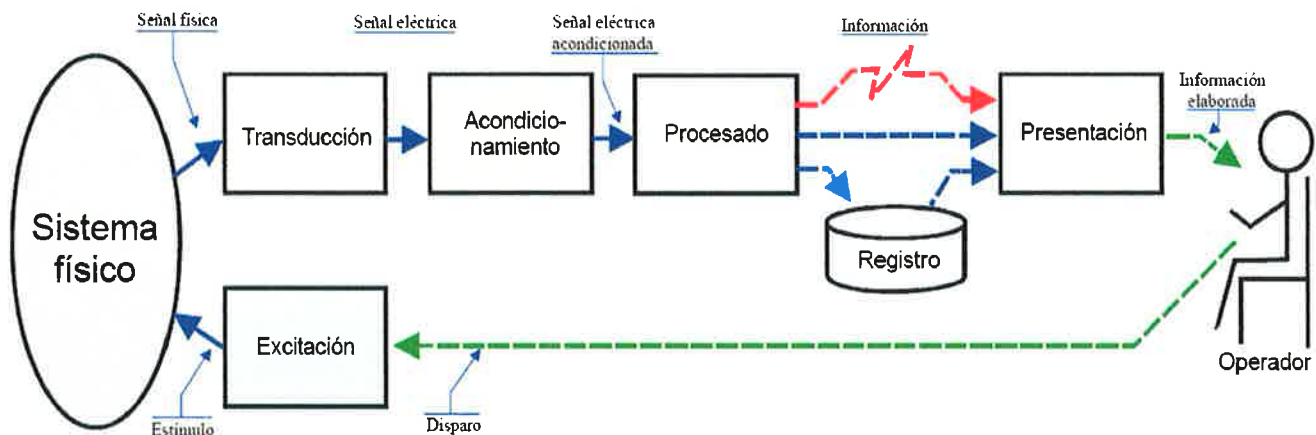 Señal física
Señal eléctrica
Señal eléctrica
acondicionada
Información
Información
elaborada
Transducción
Acondicio-
namiento
Procesado
Presentación
Sistema
físico
Registro
Excitación
Operador
Estímulo
Disparo